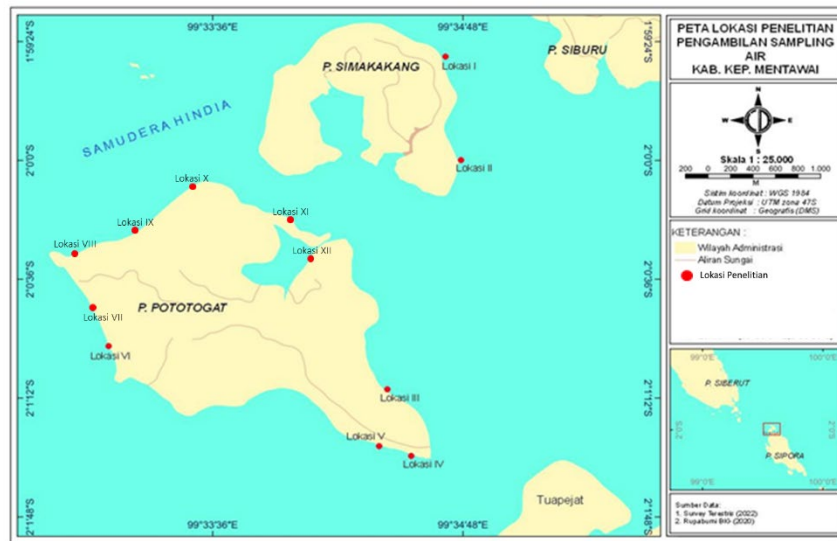 99°33'36"E
99°34'48"E
1°59'24"S
1°59'24"S
P. SIMAKAKANG
P. SIBURU
Lokasi I
SAMUDERA HINDIA
2°0'0"S
2°0'0"S
Lokasi II
Lokasi X
Lokasi XI
Lokasi IX
Lokasi VIII
Lokasi XII
2°0'36"S
2°0'36"S
P. POTOTOGAT
Lokasi VII
Lokasi VI
Lokasi III
2°1'12"S
2°1'12"S
Lokasi V
Lokasi IV
Tuapejat
2°1'48"S
2°1'48"S
99°33'36"E
99°34'48"E
PETA LOKASI PENELITIAN
PENGAMBILAN SAMPLING
AIR
KAB. KEP. MENTAWAI
N
W
E
S
Skala 1 : 25.000
200 0 200 400 600 800 1.000
M
Sistim koordinat : WGS 1984
Datum Projeksi : UTM zona 47S
Grid koordinat : Geografis (DMS)
KETERANGAN :
Wilayah Administrasi
Aliran Sungai
Lokasi Penelitian
99°0'E
100°0'E
P. SIBERUT
2°0'S
2°0'S
P. SIPORA
99°0'E
100°0'E
Sumber Data:
1. Survey Terestris (2022)
2. Rupabumi BIG (2020)